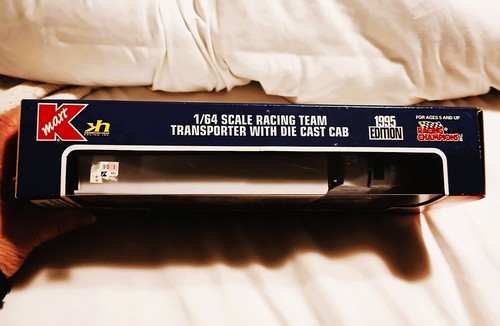 K
mart
1/64 SCALE RACING TEAM
TRANSPORTER WITH DIE CAST CAB
1995
EDITION
FOR AGES 5 AND UP
RACING
CHAMPIONS